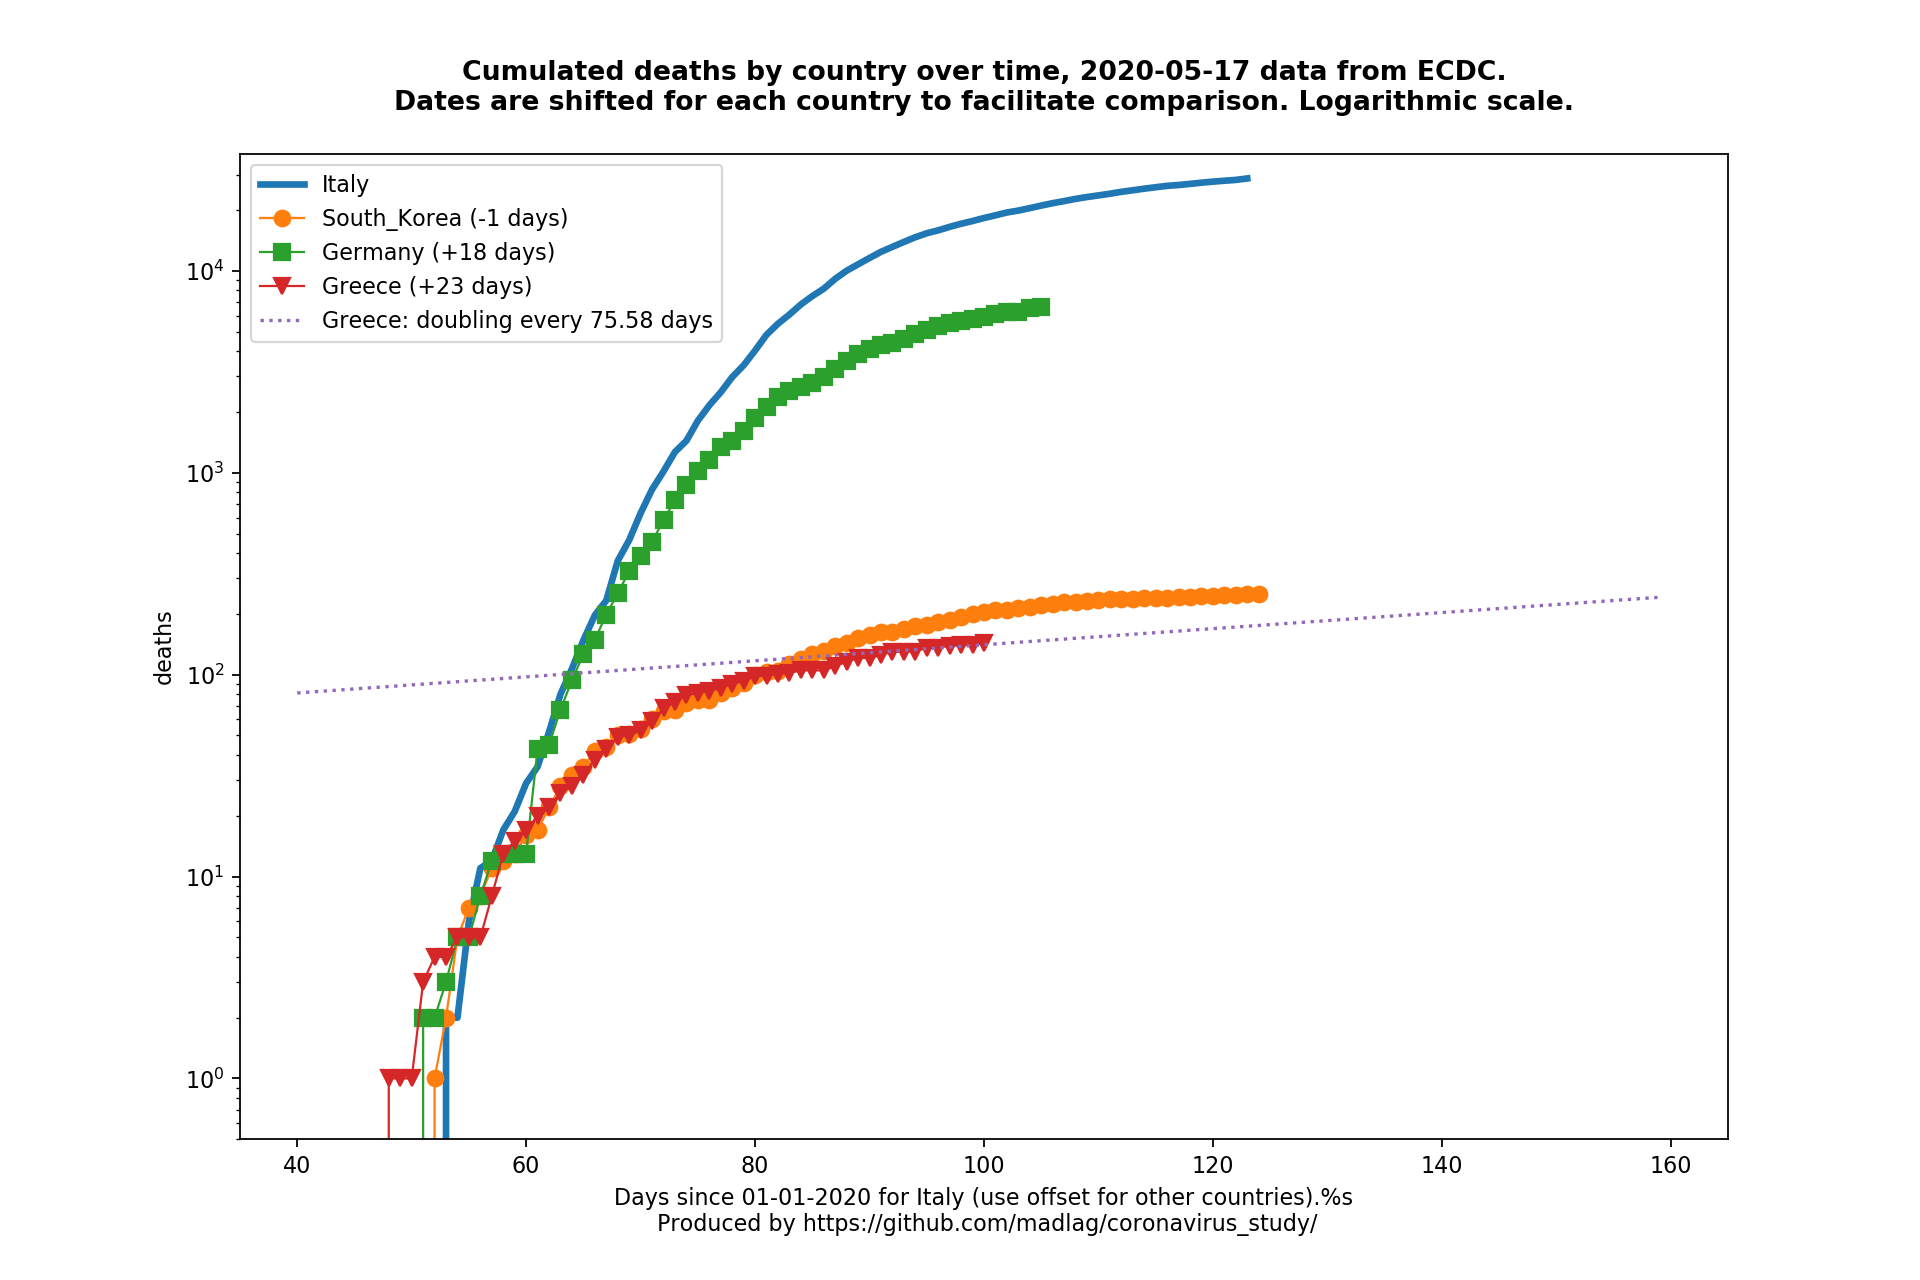 Cumulated deaths by country over time, 2020-05-17 data from ECDC.
Dates are shifted for each country to facilitate comparison. Logarithmic scale.
Italy
South_Korea (-1 days)
Germany (+18 days)
Greece (+23 days)
Greece: doubling every 75.58 days
deaths
10⁴
10³
10²
10¹
10⁰
40 60 80 100 120 140 160
Days since 01-01-2020 for Italy (use offset for other countries).%s
Produced by https://github.com/madlag/coronavirus_study/